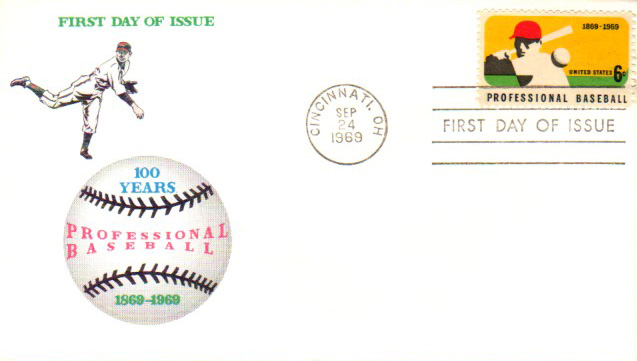 FIRST DAY OF ISSUE
100
YEARS
PROFESSIONAL
BASEBALL
1869-1969
CINCINNATI, OH
SEP
24
1969
1869-1969
UNITED STATES 6¢
PROFESSIONAL BASEBALL
FIRST DAY OF ISSUE